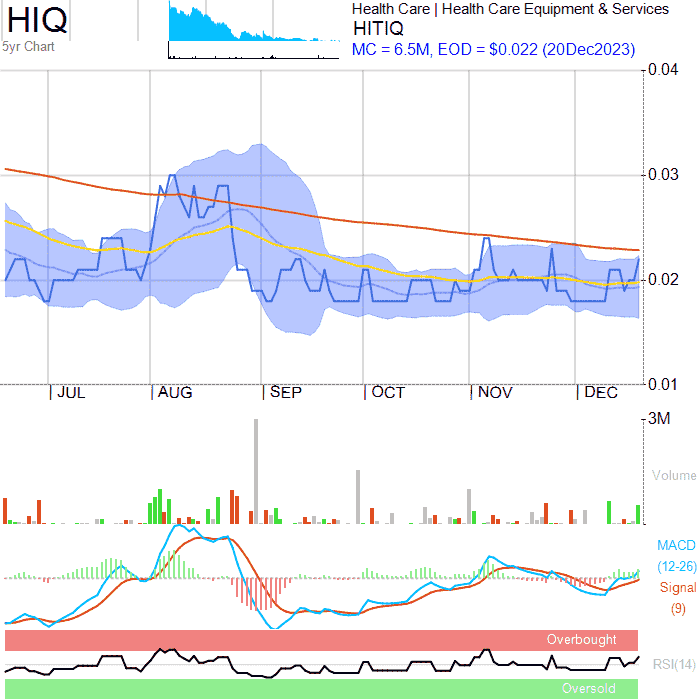 HIQ
5yr Chart
Health Care | Health Care Equipment & Services
HITIQ
MC = 6.5M, EOD = $0.022 (20Dec2023)
0.04
0.03
0.02
0.01
JUL AUG SEP OCT NOV DEC
3M
Volume
MACD
(12-26)
Signal
(9)
Overbought
RSI(14)
Oversold